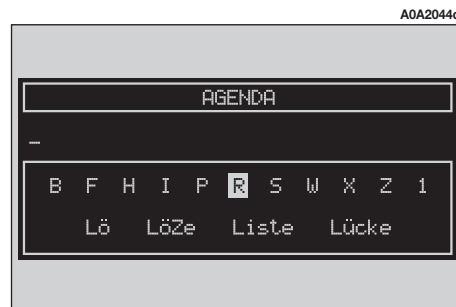 A0A2044c
AGENDA
_
B F H I P R S W X Z 1
Lö LöZe Liste Lücke